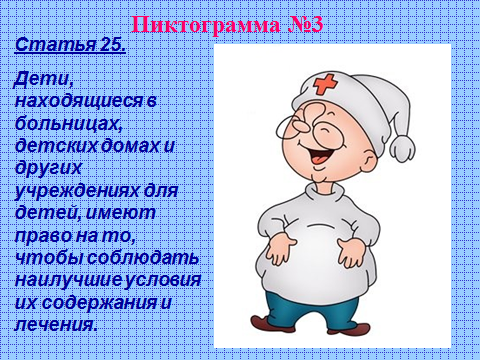 Пиктограмма №3
Статья 25.
Дети,
находящиеся в
больницах,
детских домах и
других
учреждениях для
детей, имеют
право на то,
чтобы соблюдать
наилучшие условия
их содержания и
лечения.